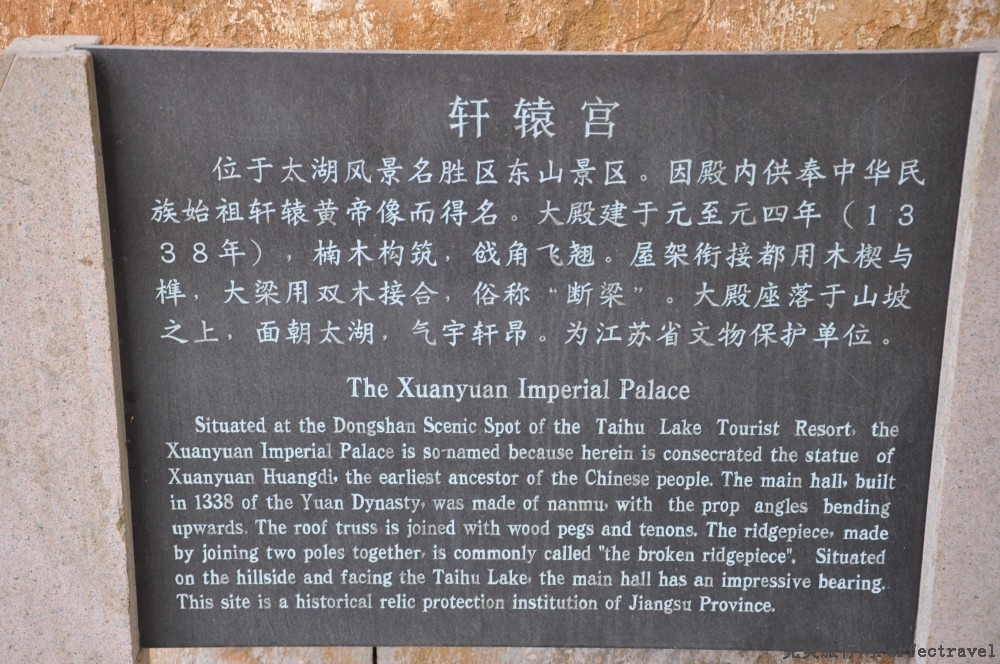 轩辕宫
位于太湖风景名胜区东山景区。因殿内供奉中华民
族始祖轩辕黄帝像而得名。大殿建于元至元四年（１３
３８年），楠木构筑，戗角飞翘。屋架衔接都用木楔与
榫，大梁用双木接合，俗称“断梁”。大殿座落于山坡
之上，面朝太湖，气宇轩昂。为江苏省文物保护单位。
The Xuanyuan Imperial Palace
Situated at the Dongshan Scenic Spot of the Taihu Lake Tourist Resort, the
Xuanyuan Imperial Palace is so-named because herein is consecrated the statue of
Xuanyuan Huangdi, the earliest ancestor of the Chinese people. The main hall, built
in 1338 of the Yuan Dynasty, was made of nanmu, with the prop angles bending
upwards. The roof truss is joined with wood pegs and tenons. The ridgepiece, made
by joining two poles together, is commonly called "the broken ridgepiece". Situated
on the hillside and facing the Taihu Lake, the main hall has an impressive bearing.
This site is a historical relic protection institution of Jiangsu Province.